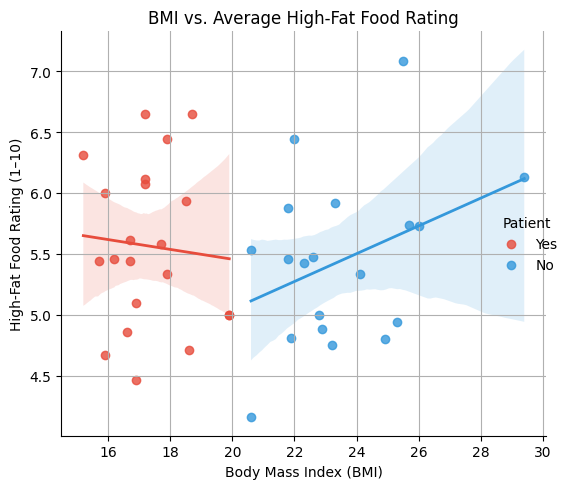 BMI vs. Average High-Fat Food Rating
High-Fat Food Rating (1–10)
7.0
6.5
6.0
5.5
5.0
4.5
Patient
Yes
No
16 18 20 22 24 26 28 30
Body Mass Index (BMI)